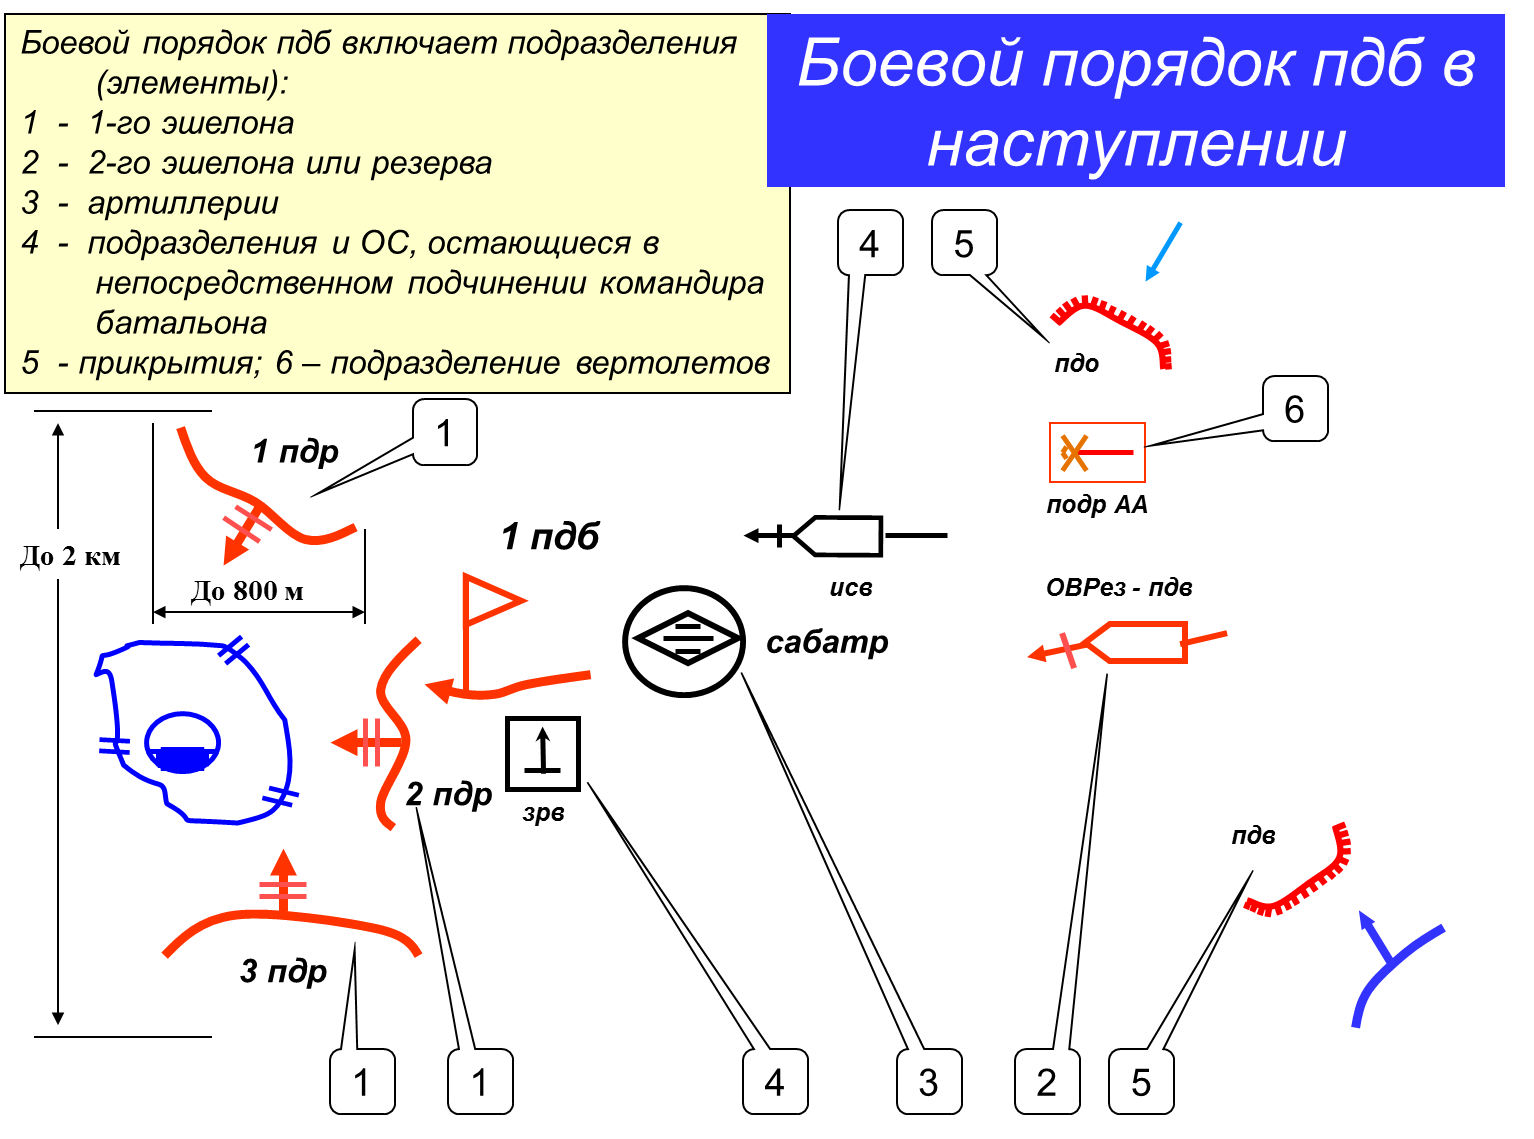 Боевой порядок пдб включает подразделения
(элементы):
1 - 1-го эшелона
2 - 2-го эшелона или резерва
3 - артиллерии
4 - подразделения и ОС, остающиеся в
непосредственном подчинении командира
батальона
5 - прикрытия; 6 – подразделение вертолетов
Боевой порядок пдб в
наступлении
4
5
пдо
6
1
1 пдр
подр АА
1 пдб
До 2 км
До 800 м
исв
ОВРез - пдв
сабатр
2 пдр
зрв
пдв
3 пдр
1
1
4
3
2
5